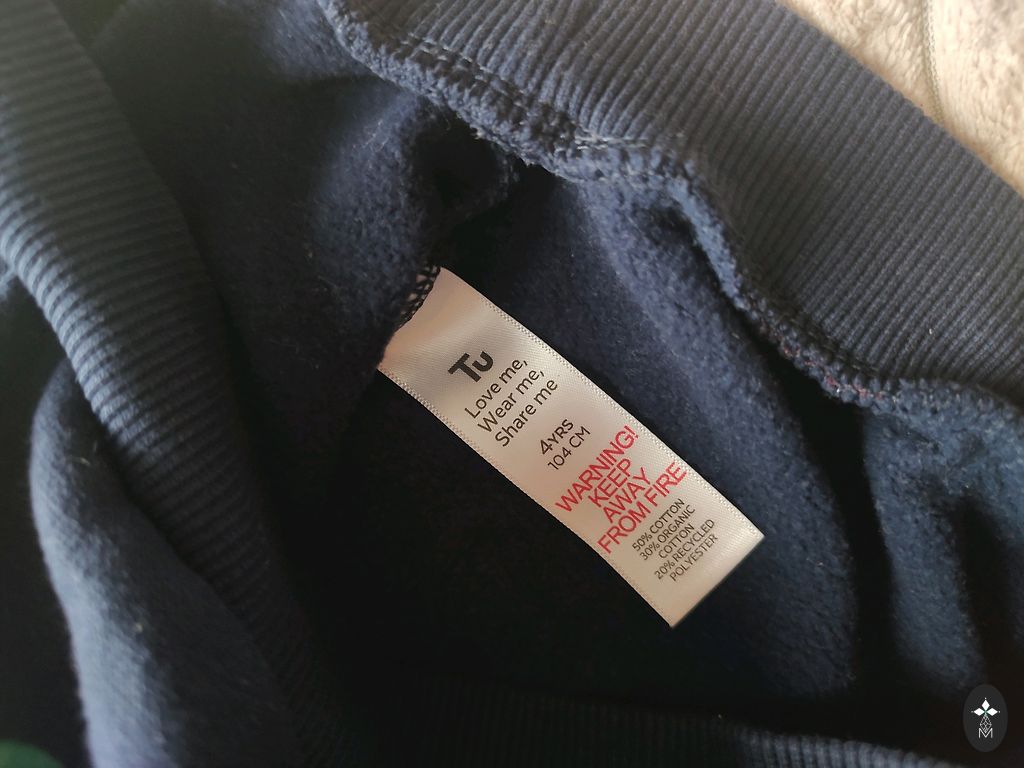 Tu
Love me,
Wear me,
Share me
4YRS
104 CM
WARNING!
KEEP
AWAY
FROM FIRE
50% COTTON
30% ORGANIC
COTTON
20% RECYCLED
POLYESTER
M